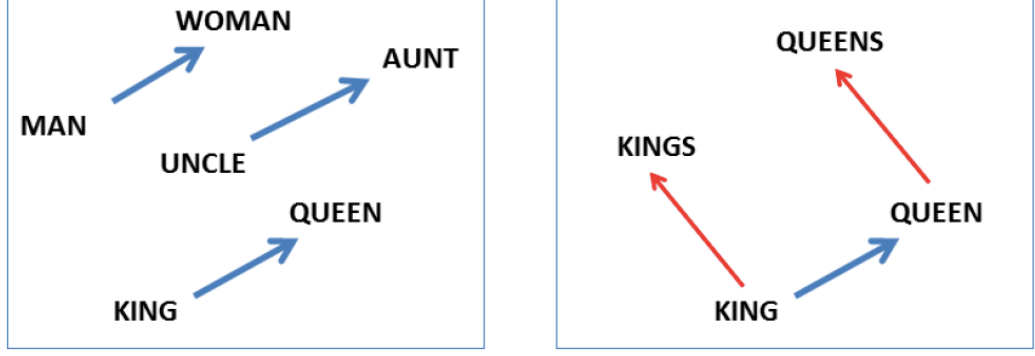 WOMAN
AUNT
MAN
UNCLE
QUEEN
KING
QUEENS
KINGS
QUEEN
KING